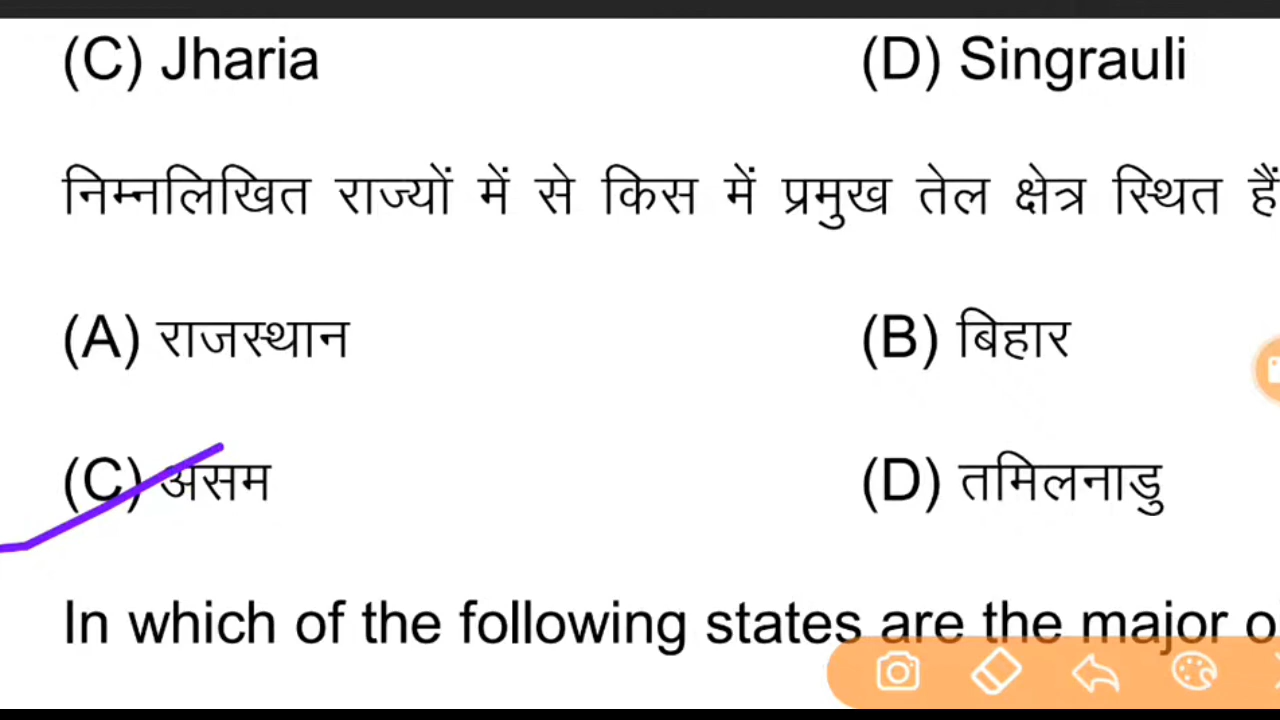 (C) Jharia (D) Singrauli
निम्नलिखित राज्यों में से किस में प्रमुख तेल क्षेत्र स्थित हैं
(A) राजस्थान (B) बिहार
(C) असम (D) तमिलनाडु
In which of the following states are the major